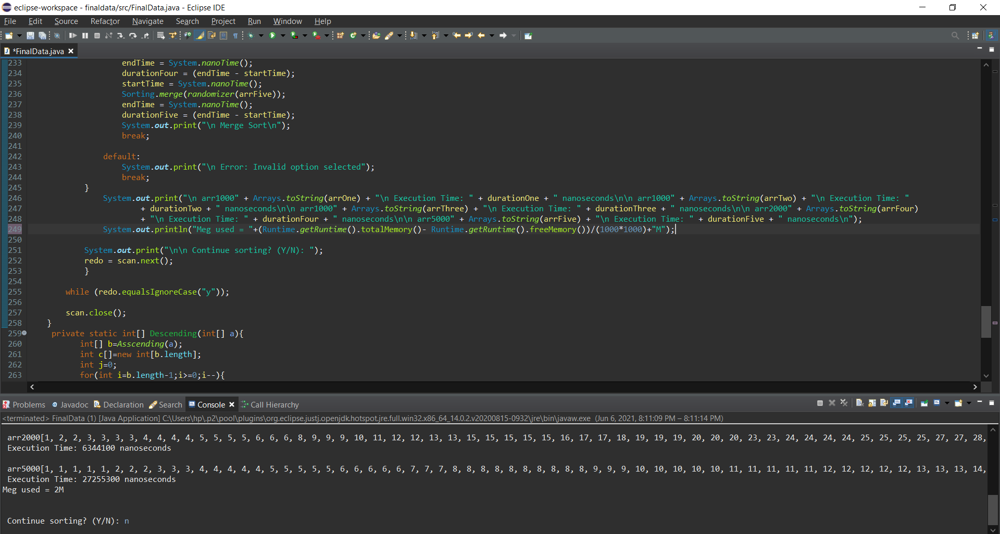 eclipse-workspace - finaldata/src/FinalData.java - Eclipse IDE
File Edit Source Refactor Navigate Search Project Run Window Help
*FinalData.java
233 endTime = System.nanoTime();
234 durationFour = (endTime - startTime);
235 startTime = System.nanoTime();
236 Sorting.merge(randomizer(arrFive));
237 endTime = System.nanoTime();
238 durationFive = (endTime - startTime);
239 System.out.print("\n Merge Sort\n");
240 break;
241
242 default:
243 System.out.print("\n Error: Invalid option selected");
244 break;
245 }
246 System.out.print("\n arr1000" + Arrays.toString(arrOne) + "\n Execution Time: " + durationOne + " nanoseconds\n\n arr1000" + Arrays.toString(arrTwo) + "\n Execution Time: "
247 + durationTwo + " nanoseconds\n\n arr1000" + Arrays.toString(arrThree) + "\n Execution Time: " + durationThree + " nanoseconds\n\n arr2000" + Arrays.toString(arrFour)
248 + "\n Execution Time: " + durationFour + " nanoseconds\n\n arr5000" + Arrays.toString(arrFive) + "\n Execution Time: " + durationFive + " nanoseconds\n");
249 System.out.println("Meg used = "+(Runtime.getRuntime().totalMemory()- Runtime.getRuntime().freeMemory())/(1000*1000)+"M");
250
251 System.out.print("\n\n Continue sorting? (Y/N): ");
252 redo = scan.next();
253 }
254
255 while (redo.equalsIgnoreCase("y"));
256
257 scan.close();
258 }
259 private static int[] Descending(int[] a){
260 int[] b=Asscending(a);
261 int c[]=new int[b.length];
262 int j=0;
263 for(int i=b.length-1;i>=0;i--){
Problems Javadoc Declaration Search Console Call Hierarchy
<terminated> FinalData (1) [Java Application] C:\Users\hp\.p2\pool\plugins\org.eclipse.justj.openjdk.hotspot.jre.full.win32.x86_64_14.0.2.v20200815-0932\jre\bin\javaw.exe (Jun 6, 2021, 8:11:09 PM – 8:11:14 PM)
arr2000[1, 2, 2, 3, 3, 3, 3, 4, 4, 4, 4, 5, 5, 5, 5, 6, 6, 6, 8, 9, 9, 9, 10, 11, 12, 12, 13, 13, 15, 15, 15, 15, 15, 15, 16, 17, 17, 18, 19, 19, 19, 20, 20, 20, 23, 23, 24, 24, 24, 24, 25, 25, 25, 25, 27, 27, 28,
Execution Time: 6344100 nanoseconds
arr5000[1, 1, 1, 1, 1, 2, 2, 2, 3, 3, 3, 4, 4, 4, 4, 4, 5, 5, 5, 5, 5, 6, 6, 6, 6, 6, 7, 7, 7, 8, 8, 8, 8, 8, 8, 8, 8, 8, 8, 9, 9, 9, 10, 10, 10, 10, 10, 11, 11, 11, 11, 11, 12, 12, 12, 12, 12, 13, 13, 13, 14,
Execution Time: 27255300 nanoseconds
Meg used = 2M
Continue sorting? (Y/N): n